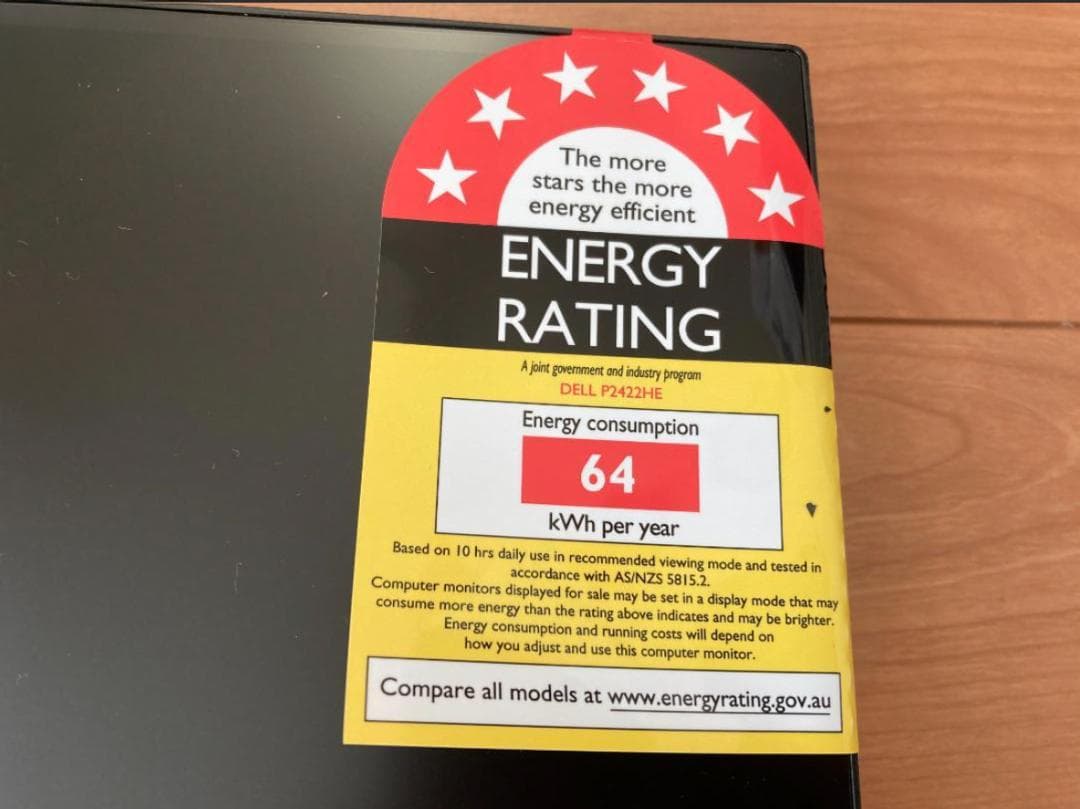 The more
stars the more
energy efficient
ENERGY
RATING
A joint government and industry program
DELL P2422HE
Energy consumption
64
kWh per year
Based on 10 hrs daily use in recommended viewing mode and tested in
accordance with AS/NZS 5815.2.
Computer monitors displayed for sale may be set in a display mode that may
consume more energy than the rating above indicates and may be brighter.
Energy consumption and running costs will depend on
how you adjust and use this computer monitor.
Compare all models at www.energyrating.gov.au